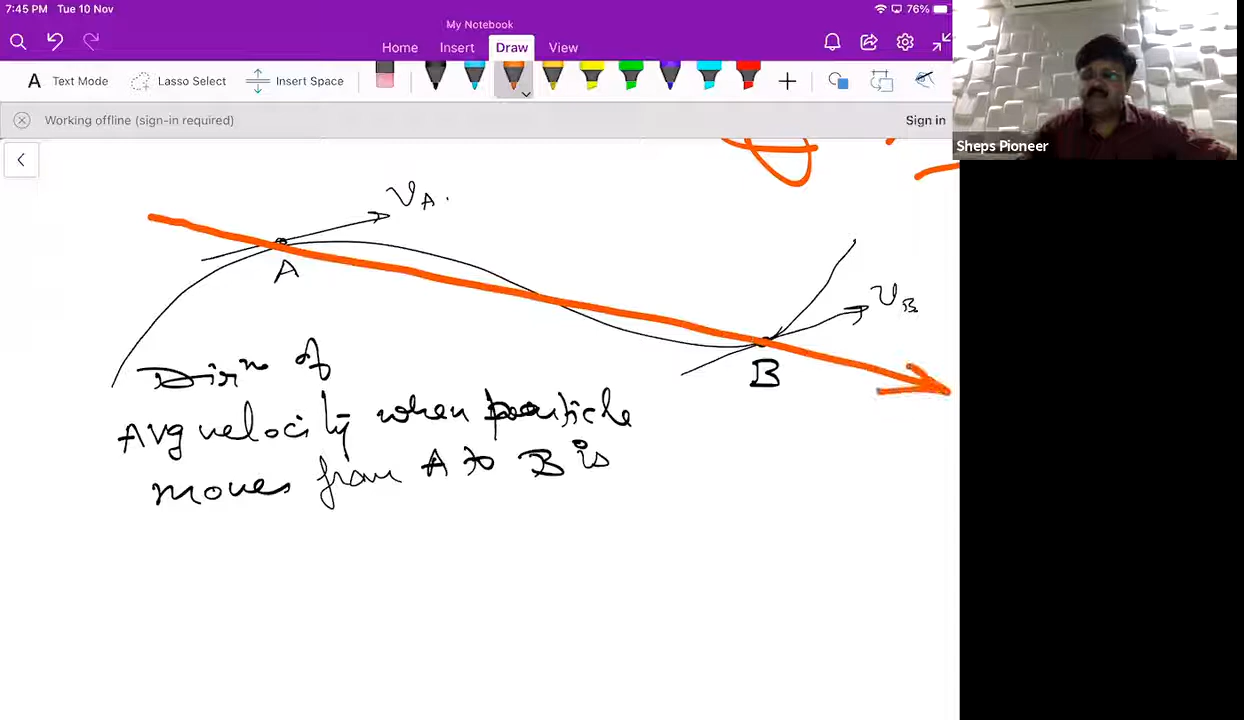 7:45 PM Tue 10 Nov
76%
My Notebook
Home Insert Draw View
A Text Mode Lasso Select Insert Space
Working offline (sign-in required)
Sign in
Sheps Pioneer
VA.
A
VB
B
Dirn of
Avg velocity when particle
moves from A to B is